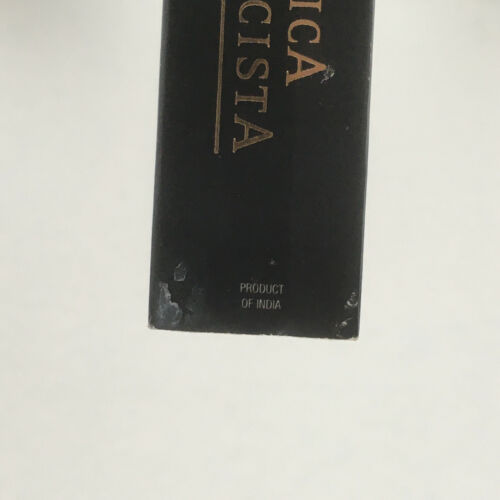 ICA
CISTA
PRODUCT
OF INDIA